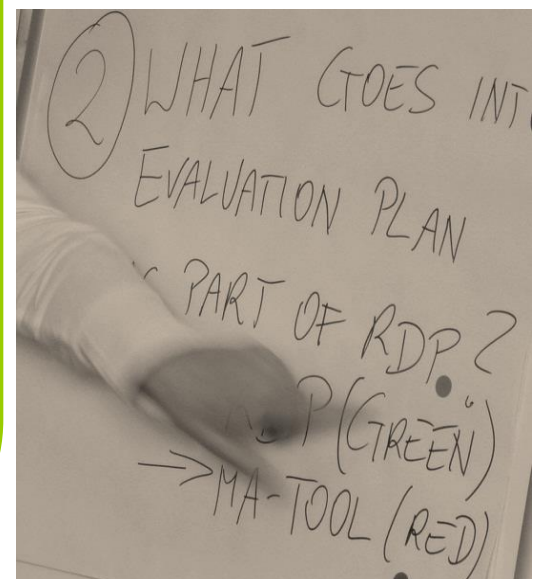 ② WHAT GOES INT
EVALUATION PLAN
PART OF RDP?
(GREEN)
→ MA-TOOL (RED)